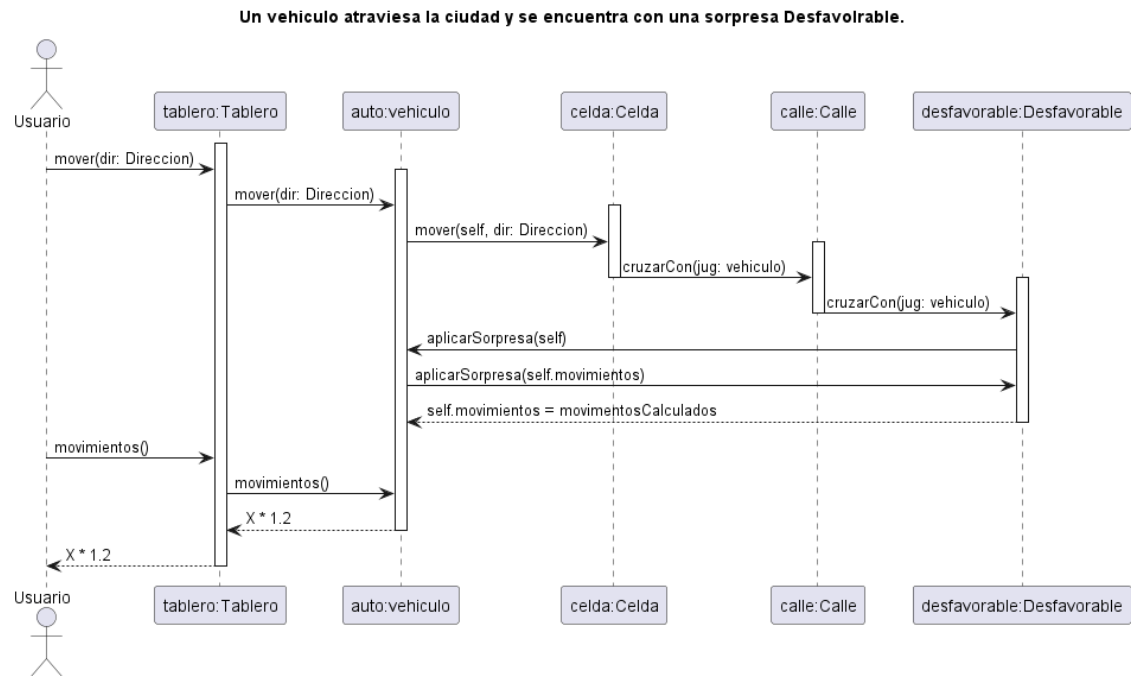 Un vehiculo atraviesa la ciudad y se encuentra con una sorpresa Desfavolrable.
Usuario
tablero:Tablero
auto:vehiculo
celda:Celda
calle:Calle
desfavorable:Desfavorable
mover(dir: Direccion)
mover(dir: Direccion)
mover(self, dir: Direccion)
cruzarCon(jug: vehiculo)
cruzarCon(jug: vehiculo)
aplicarSorpresa(self)
aplicarSorpresa(self.movimientos)
self.movimientos = movimentosCalculados
movimientos()
movimientos()
X * 1.2
X * 1.2
Usuario
tablero:Tablero
auto:vehiculo
celda:Celda
calle:Calle
desfavorable:Desfavorable